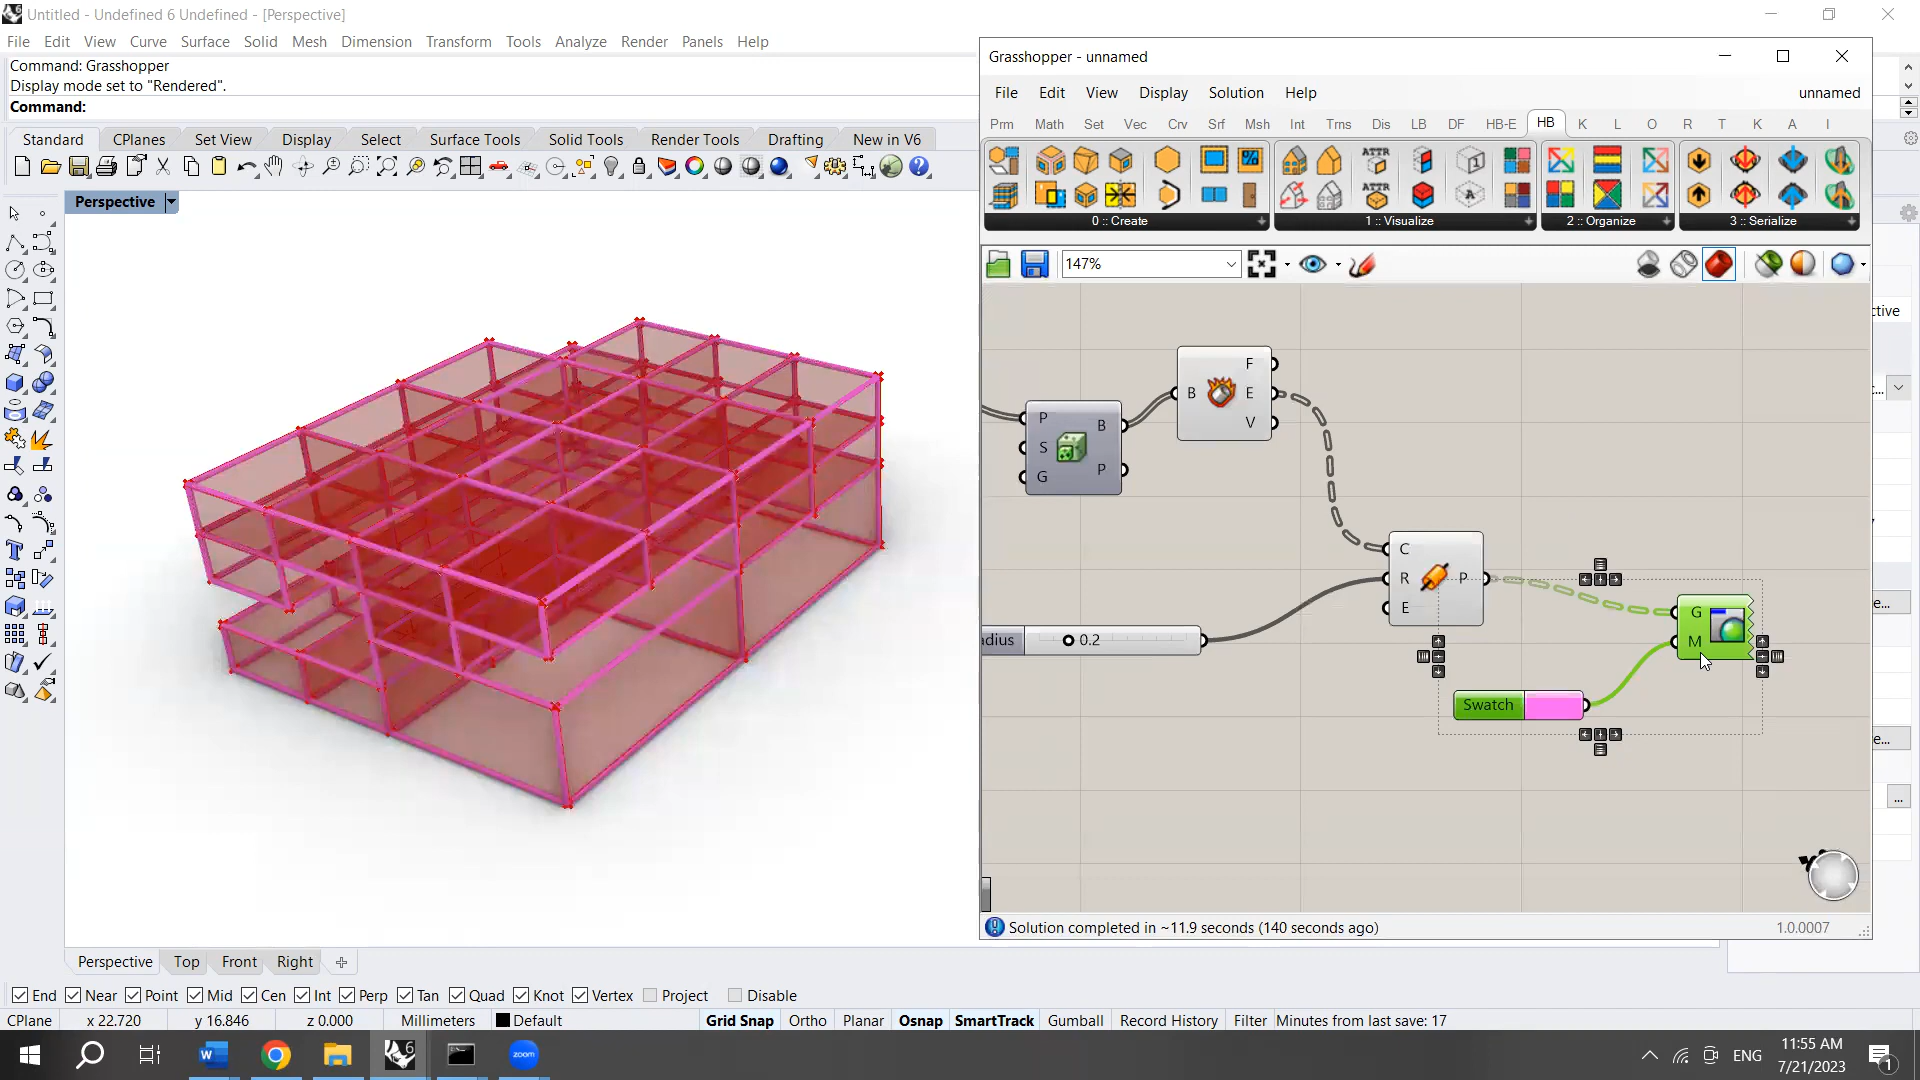 Untitled - Undefined 6 Undefined - [Perspective]
File Edit View Curve Surface Solid Mesh Dimension Transform Tools Analyze Render Panels Help
Command: Grasshopper
Display mode set to "Rendered".
Command:
Standard CPlanes Set View Display Select Surface Tools Solid Tools Render Tools Drafting New in V6
Perspective
Grasshopper - unnamed
File Edit View Display Solution Help unnamed
Prm Math Set Vec Crv Srf Msh Int Trns Dis LB DF HB-E HB K L O R T K A I
ATTR
ATTR
0 :: Create 1 :: Visualize 2 :: Organize 3 :: Serialize
147%
P S G B P
B F E V
C R E P
adius 0.2
G M
Swatch
ctive
e...
e...
...
Solution completed in ~11.9 seconds (140 seconds ago) 1.0.0007
Perspective Top Front Right
End Near Point Mid Cen Int Perp Tan Quad Knot Vertex Project Disable
CPlane x 22.720 y 16.846 z 0.000 Millimeters Default Grid Snap Ortho Planar Osnap SmartTrack Gumball Record History Filter Minutes from last save: 17
6
zoom
ENG
11:55 AM
7/21/2023
1